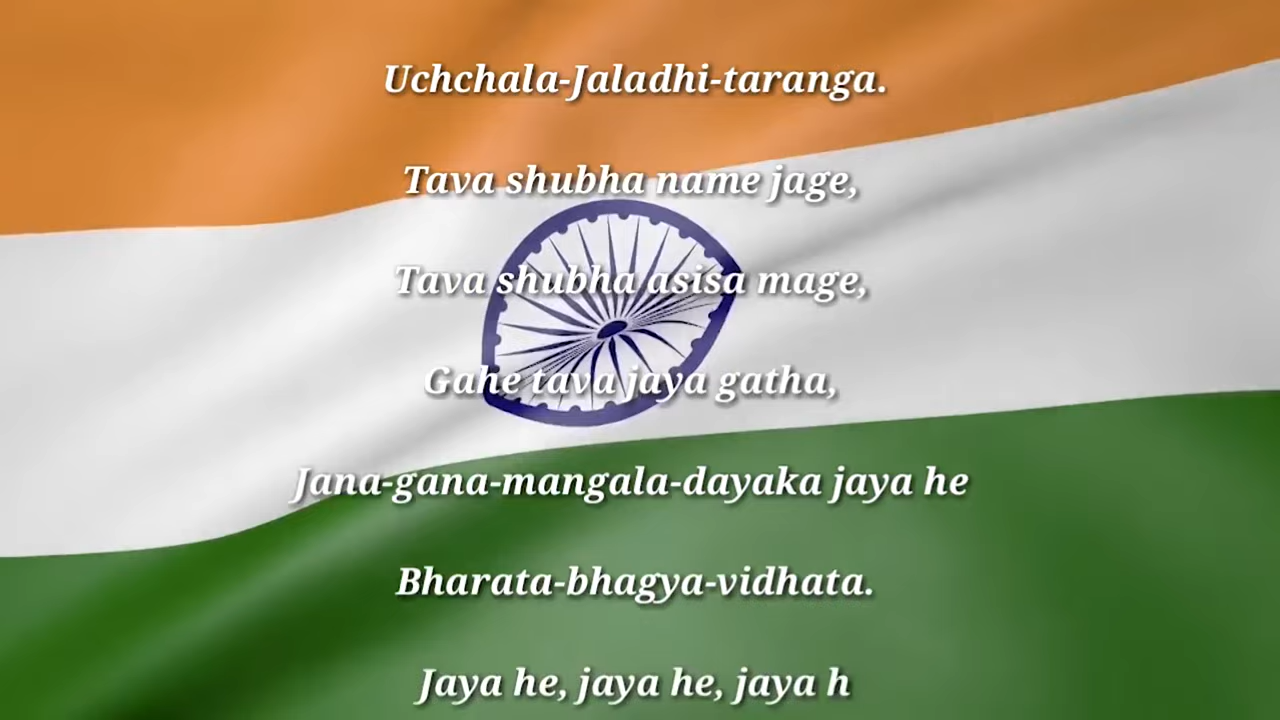 Uchchala-Jaladhi-taranga.
Tava shubha name jage,
Tava shubha asisa mage,
Gahe tava jaya gatha,
Jana-gana-mangala-dayaka jaya he
Bharata-bhagya-vidhata.
Jaya he, jaya he, jaya h